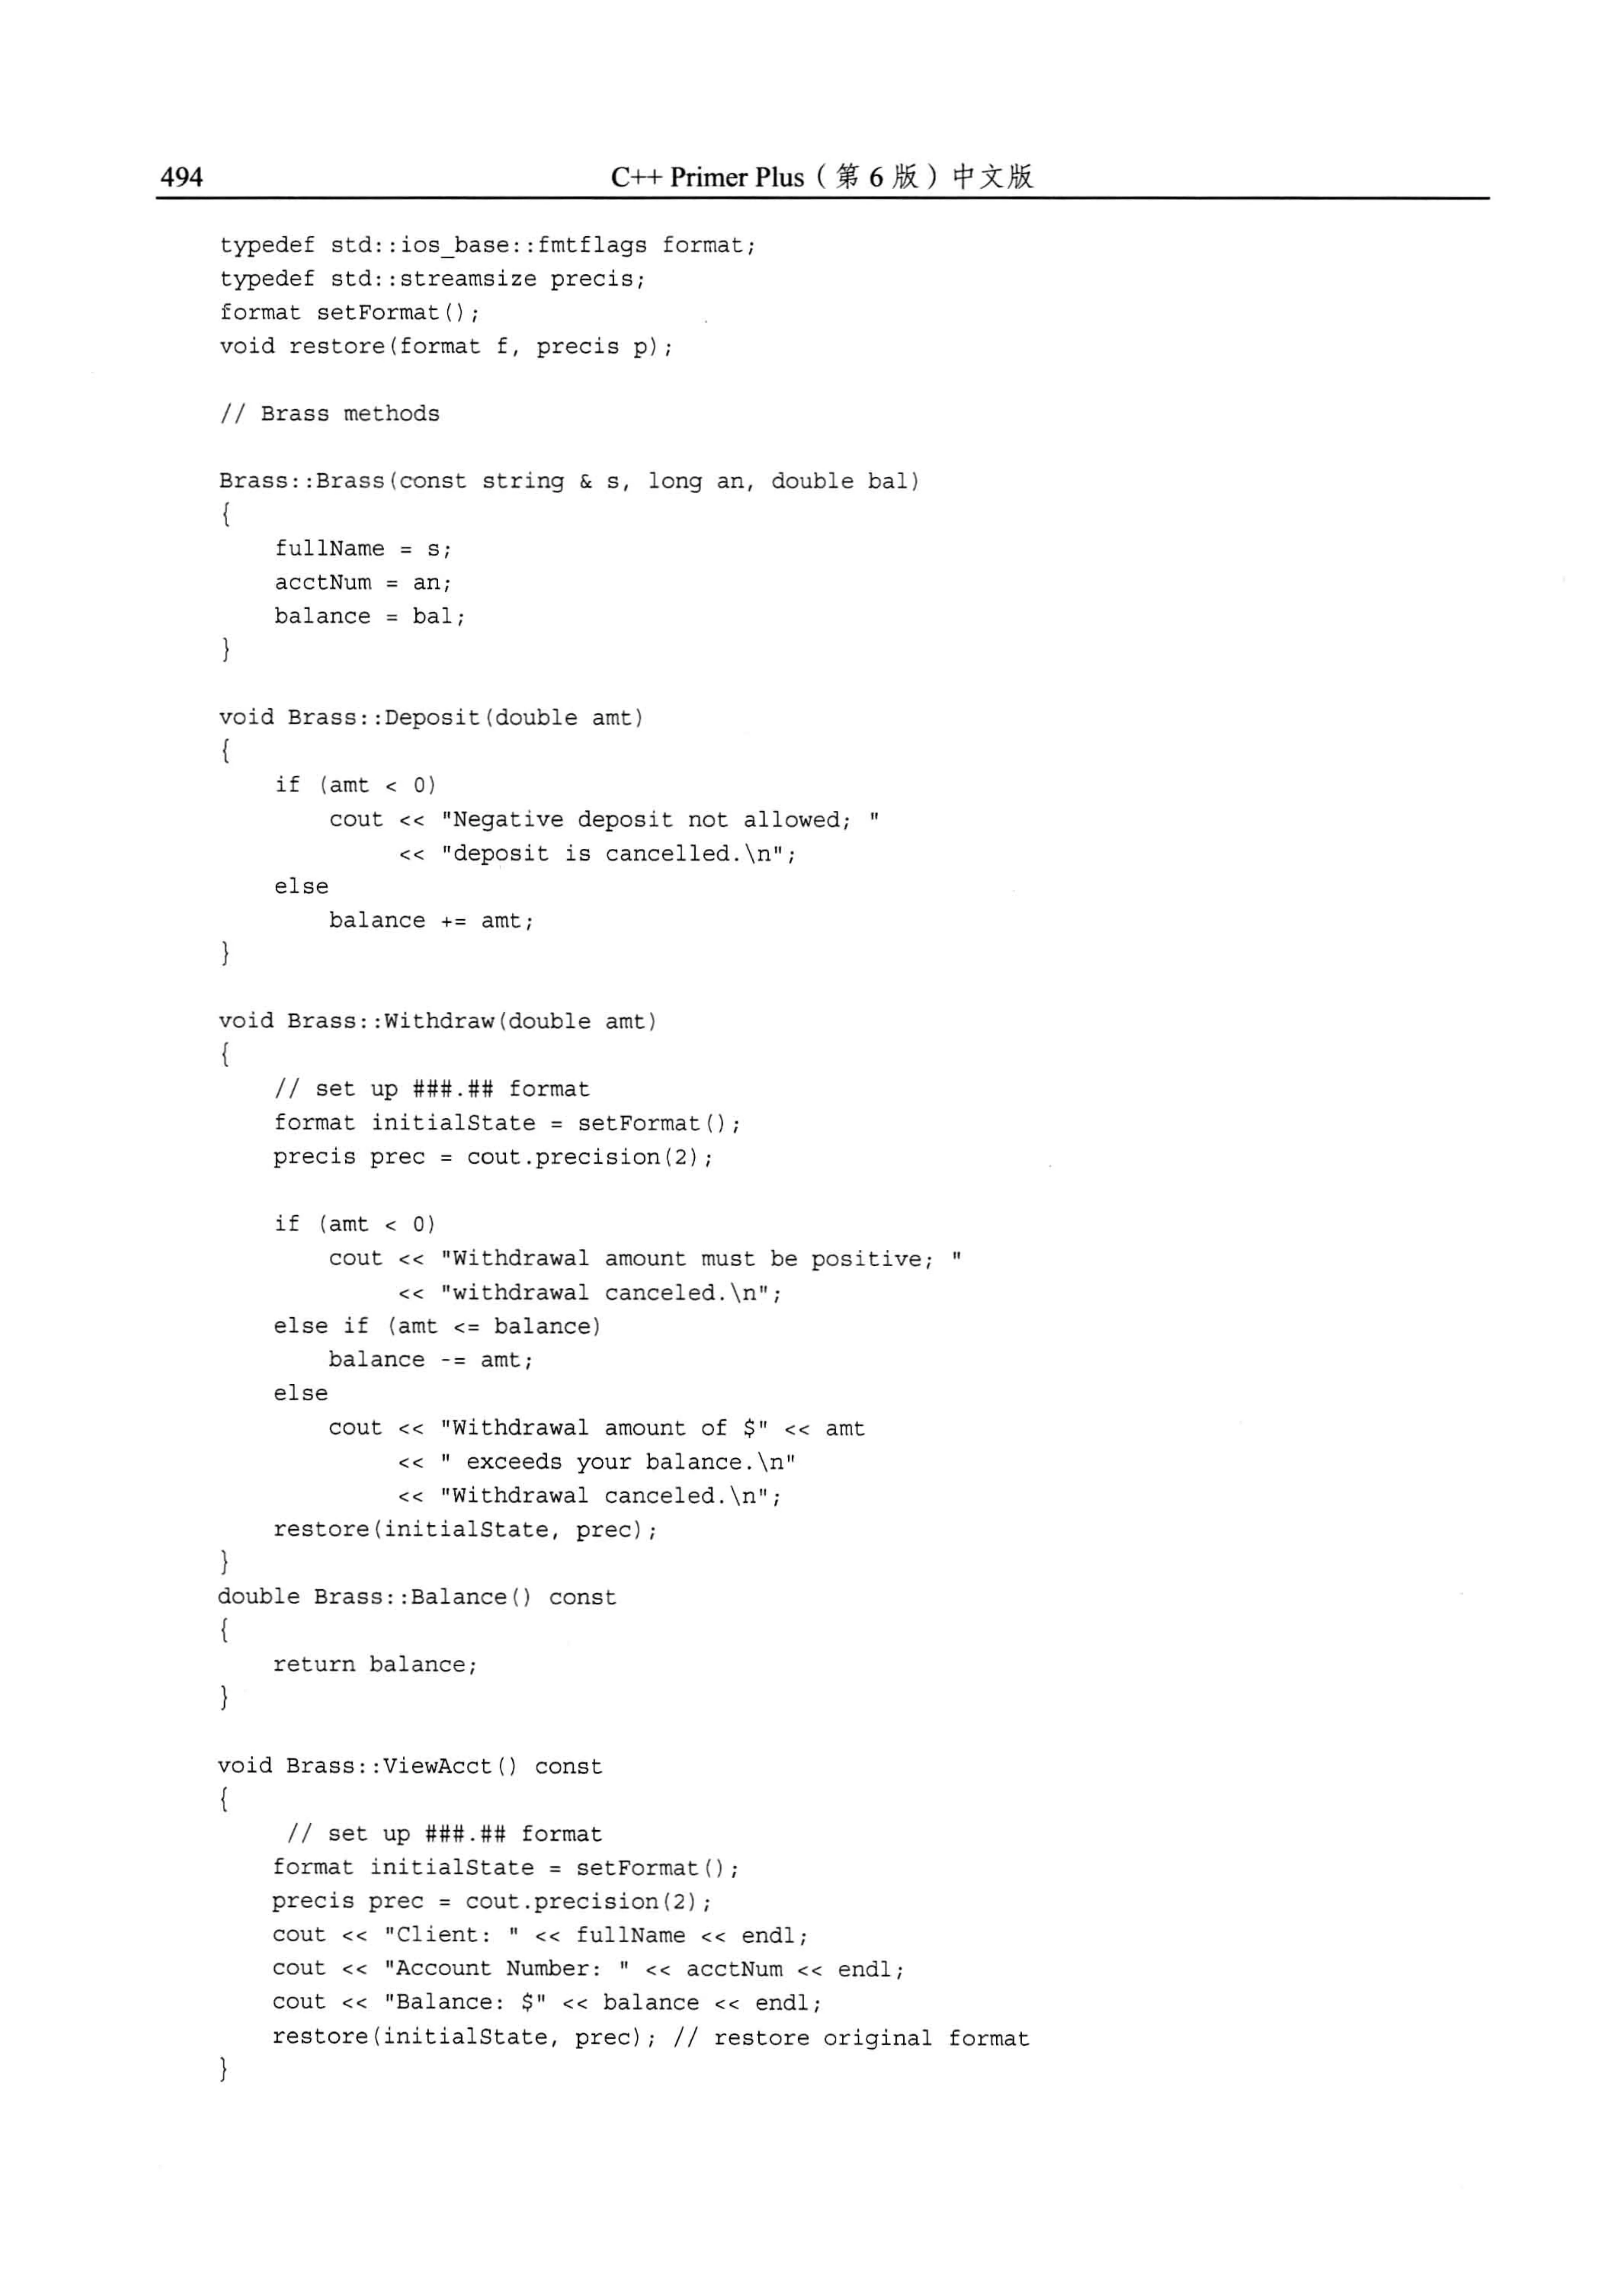 494
C++ Primer Plus（第 6 版）中文版
typedef std::ios_base::fmtflags format;
typedef std::streamsize precis;
format setFormat();
void restore(format f, precis p);
// Brass methods
Brass::Brass(const string & s, long an, double bal)
{
    fullName = s;
    acctNum = an;
    balance = bal;
}
void Brass::Deposit(double amt)
{
    if (amt < 0)
        cout << "Negative deposit not allowed; "
             << "deposit is cancelled.\n";
    else
        balance += amt;
}
void Brass::Withdraw(double amt)
{
    // set up ###.## format
    format initialState = setFormat();
    precis prec = cout.precision(2);
    if (amt < 0)
        cout << "Withdrawal amount must be positive; "
             << "withdrawal canceled.\n";
    else if (amt <= balance)
        balance -= amt;
    else
        cout << "Withdrawal amount of $" << amt
             << " exceeds your balance.\n"
             << "Withdrawal canceled.\n";
    restore(initialState, prec);
}
double Brass::Balance() const
{
    return balance;
}
void Brass::ViewAcct() const
{
     // set up ###.## format
    format initialState = setFormat();
    precis prec = cout.precision(2);
    cout << "Client: " << fullName << endl;
    cout << "Account Number: " << acctNum << endl;
    cout << "Balance: $" << balance << endl;
    restore(initialState, prec); // restore original format
}